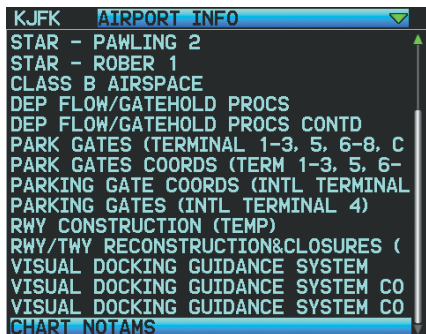 KJFK AIRPORT INFO
STAR - PAWLING 2
STAR - ROBER 1
CLASS B AIRSPACE
DEP FLOW/GATEHOLD PROCS
DEP FLOW/GATEHOLD PROCS CONTD
PARK GATES (TERMINAL 1-3, 5, 6-8, C
PARK GATES COORDS (TERM 1-3, 5, 6-
PARKING GATE COORDS (INTL TERMINAL
PARKING GATES (INTL TERMINAL 4)
RWY CONSTRUCTION (TEMP)
RWY/TWY RECONSTRUCTION&CLOSURES (
VISUAL DOCKING GUIDANCE SYSTEM
VISUAL DOCKING GUIDANCE SYSTEM CO
VISUAL DOCKING GUIDANCE SYSTEM CO
CHART NOTAMS